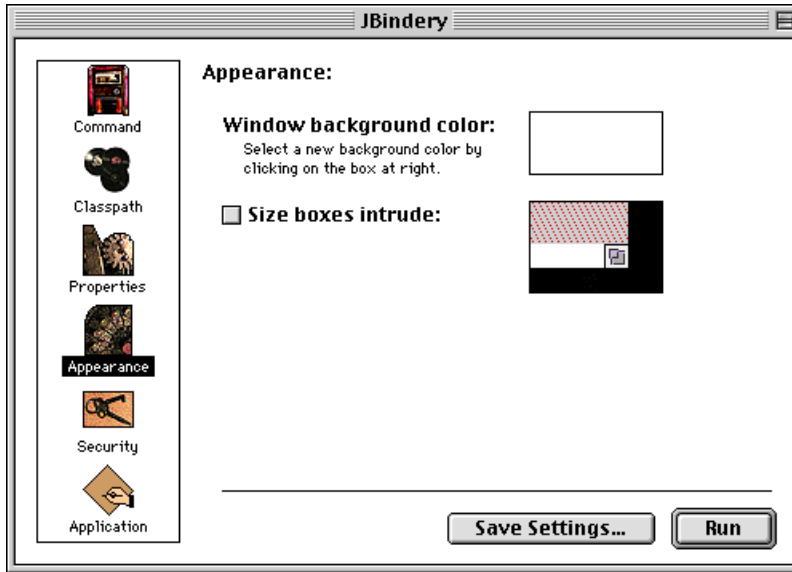 JBindery
Command
Classpath
Properties
Appearance
Security
Application
Appearance:
Window background color:
Select a new background color by
clicking on the box at right.
Size boxes intrude:
Save Settings...
Run